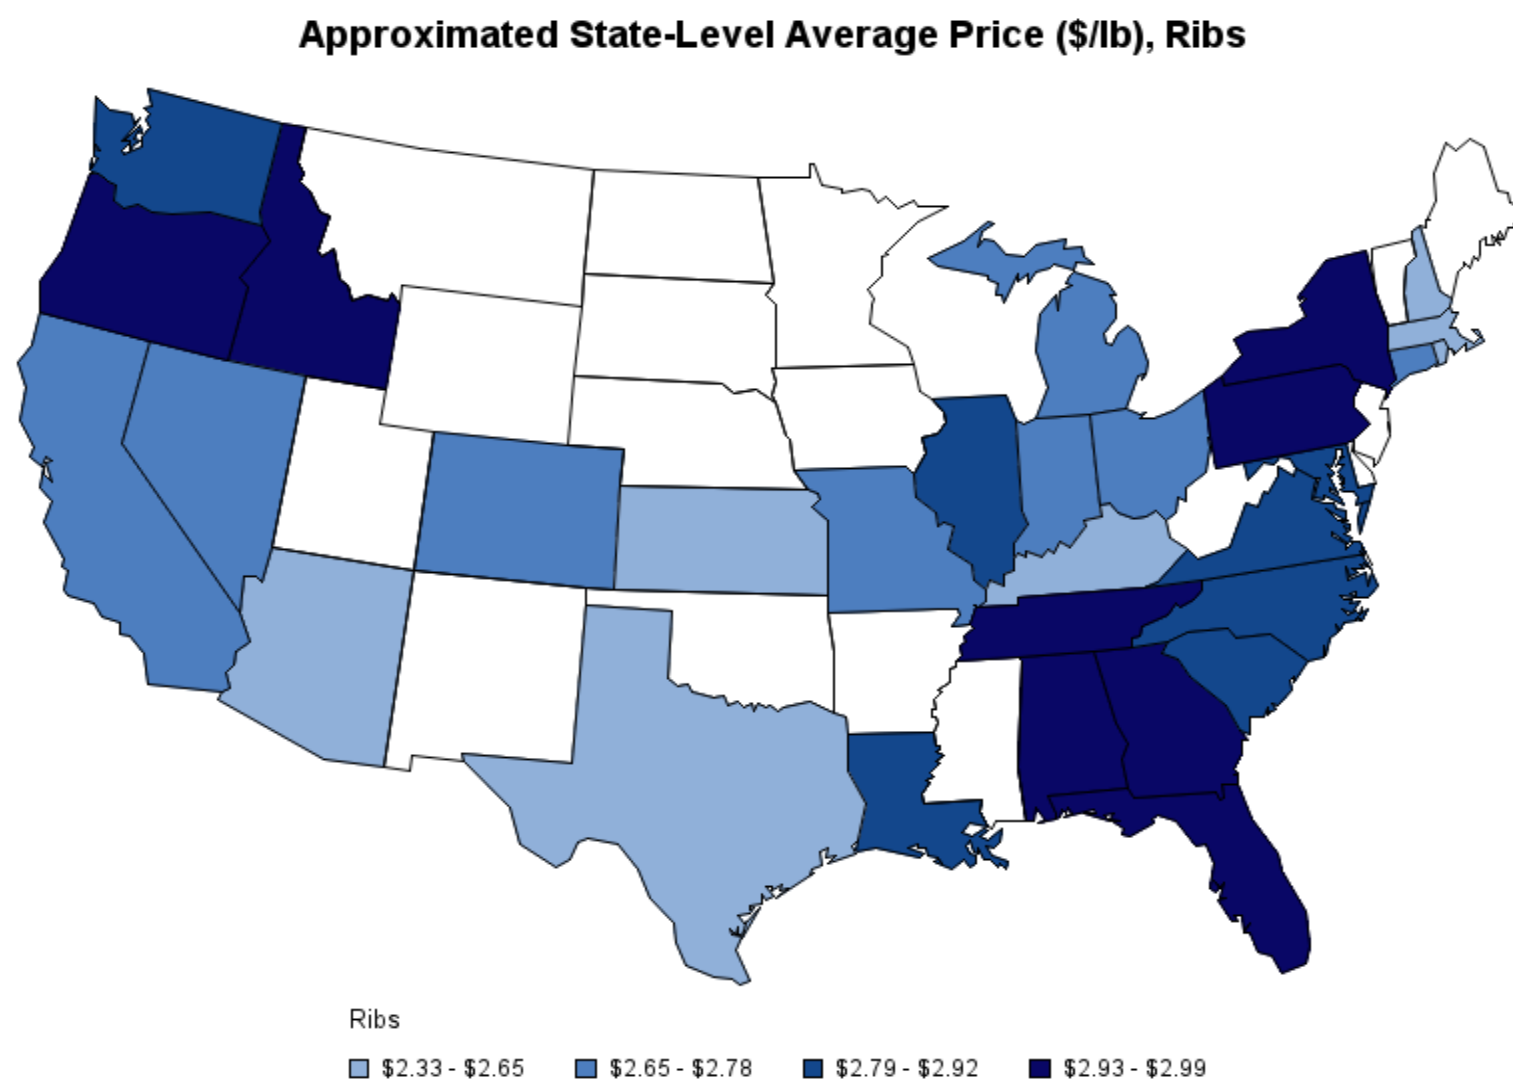 Approximated State-Level Average Price ($/lb), Ribs
Ribs
$2.33 - $2.65 $2.65 - $2.78 $2.79 - $2.92 $2.93 - $2.99